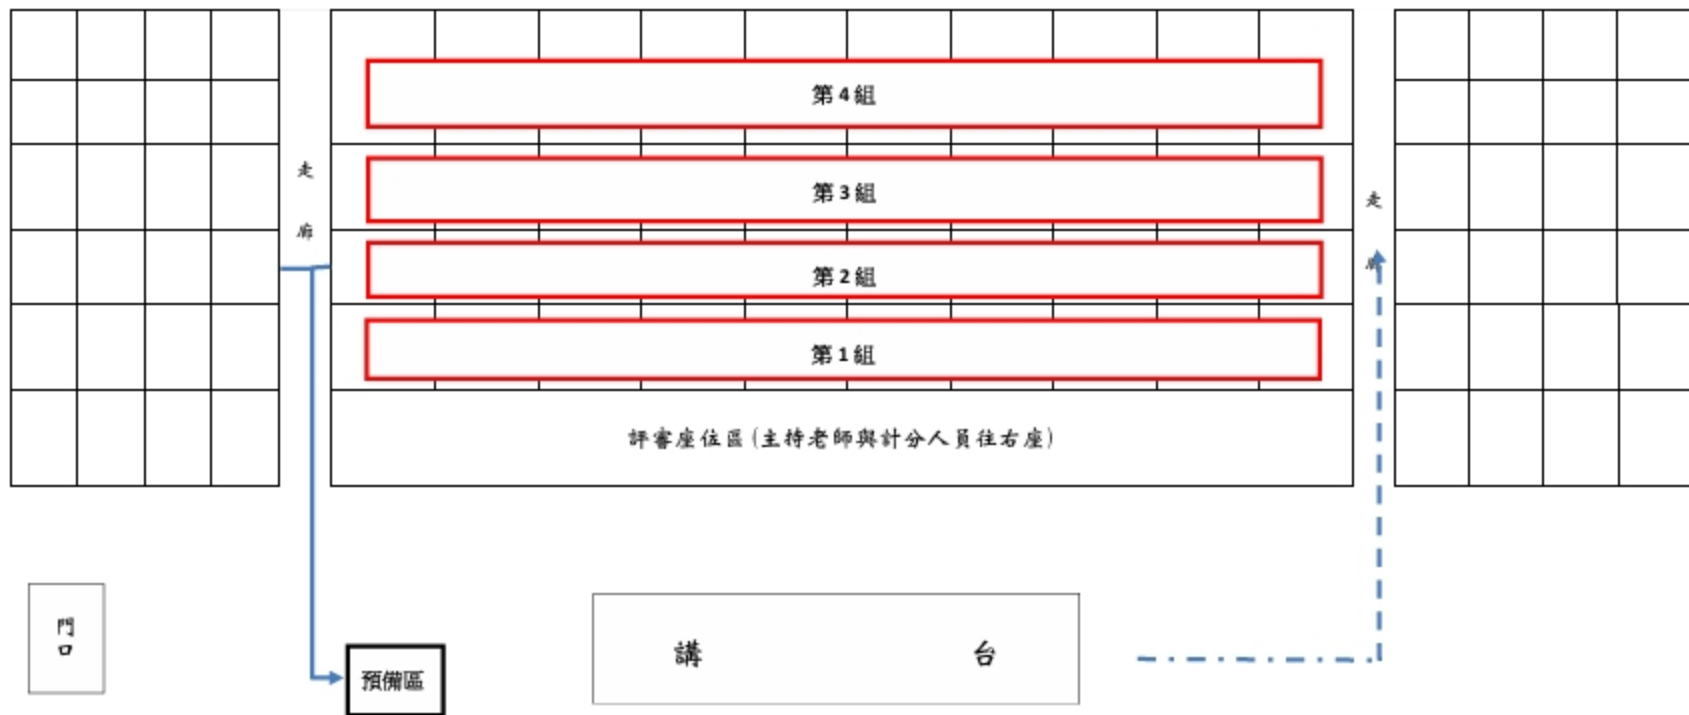 第 4 組
走
廊
第 3 組
走
廊
第 2 組
第 1 組
評審座位區(主持老師與計分人員往右座)
門
口
預備區
講 台